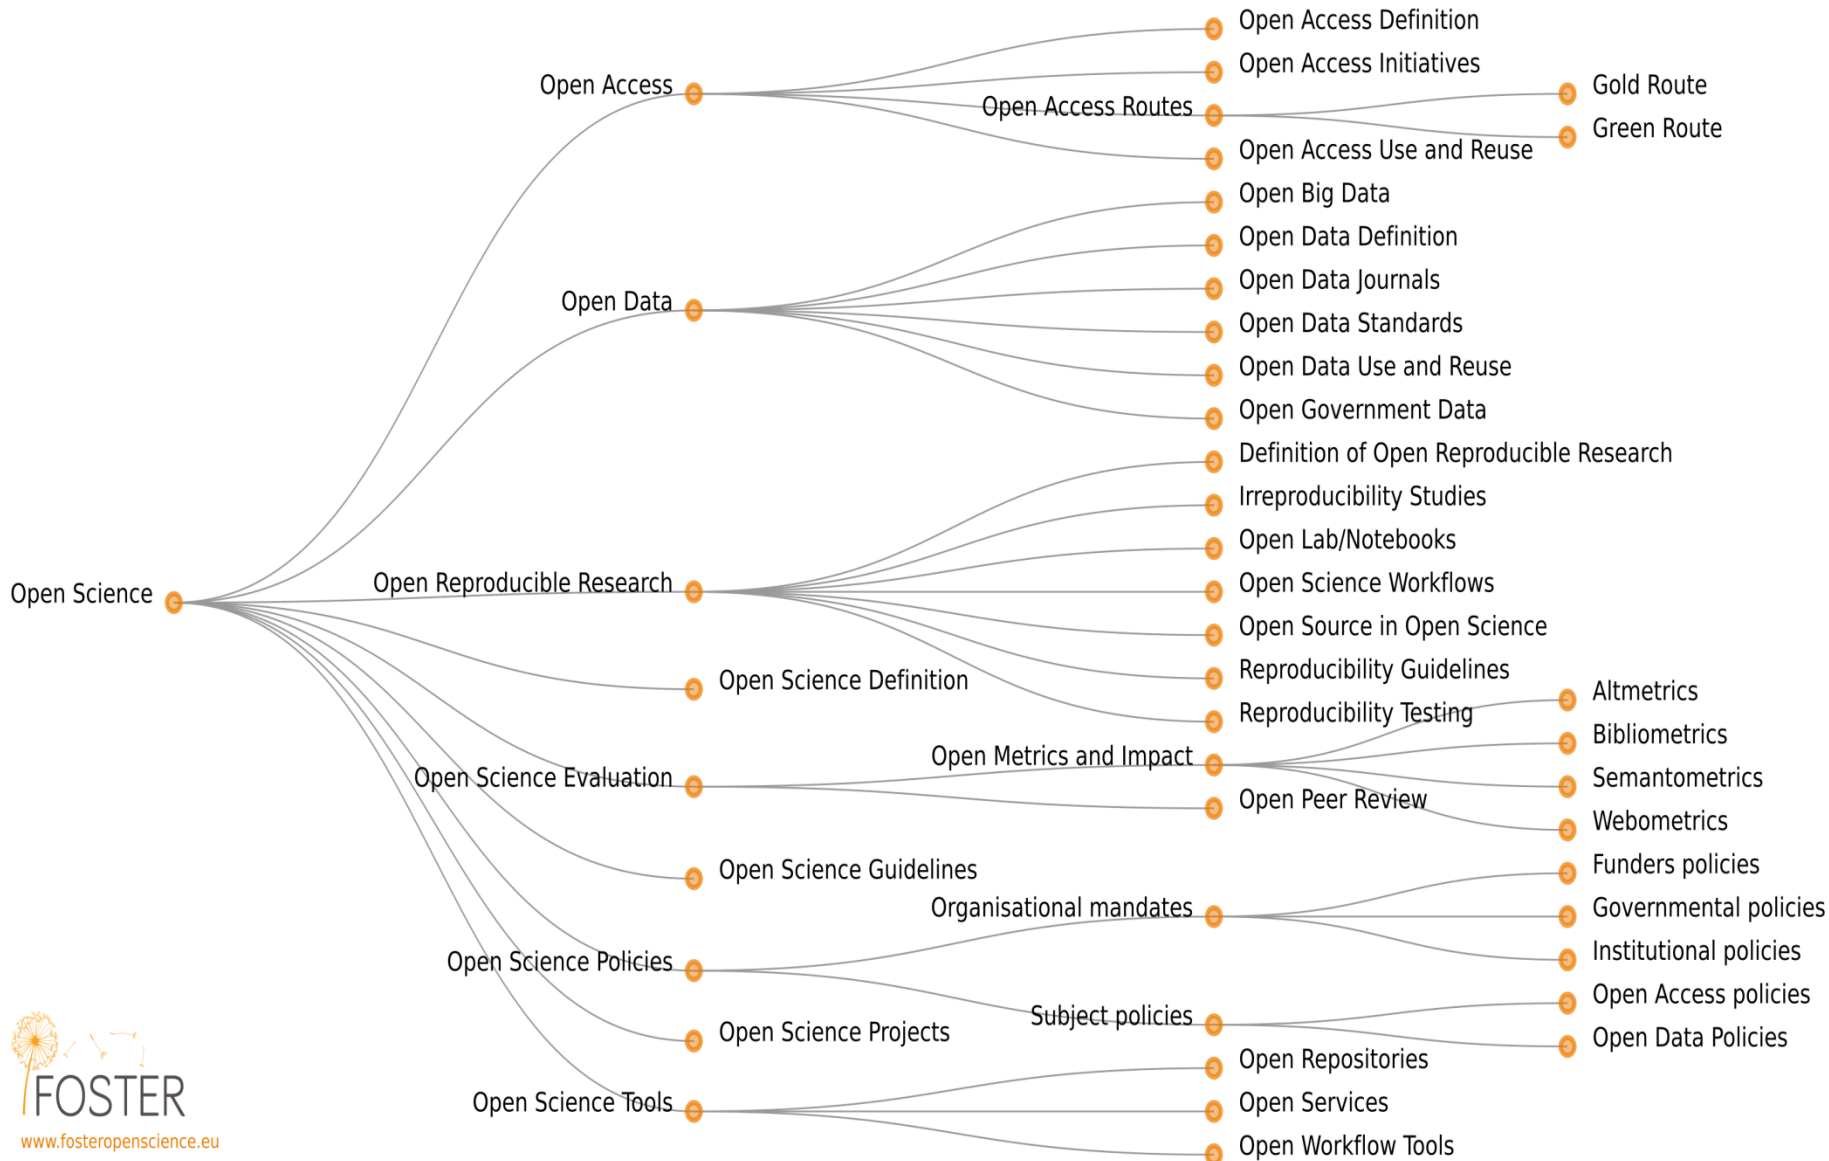 Open Science
Open Access
Open Access Definition
Open Access Initiatives
Open Access Routes
Gold Route
Green Route
Open Access Use and Reuse
Open Data
Open Big Data
Open Data Definition
Open Data Journals
Open Data Standards
Open Data Use and Reuse
Open Government Data
Open Reproducible Research
Definition of Open Reproducible Research
Irreproducibility Studies
Open Lab/Notebooks
Open Science Workflows
Open Source in Open Science
Reproducibility Guidelines
Reproducibility Testing
Open Science Definition
Open Science Evaluation
Open Metrics and Impact
Altmetrics
Bibliometrics
Semantometrics
Webometrics
Open Peer Review
Open Science Guidelines
Open Science Policies
Organisational mandates
Funders policies
Governmental policies
Institutional policies
Subject policies
Open Access policies
Open Data Policies
Open Science Projects
Open Science Tools
Open Repositories
Open Services
Open Workflow Tools
FOSTER
www.fosteropenscience.eu